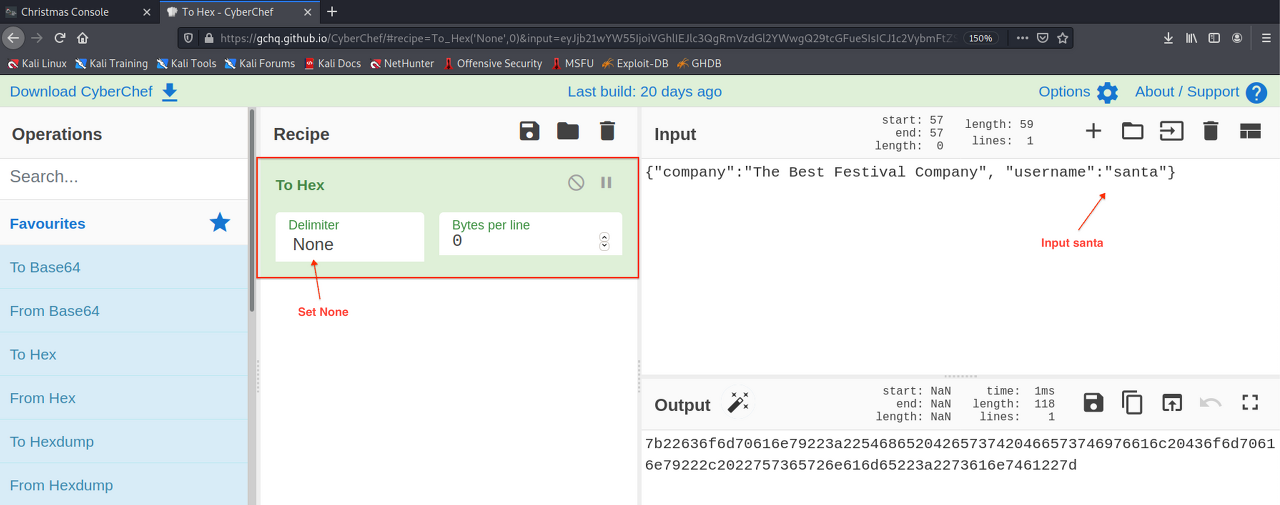 Christmas Console
To Hex - CyberChef
https://gchq.github.io/CyberChef/#recipe=To_Hex('None',0)&input=eyJjb21wYW55IjoiVGhlIEJlc3QgRmVzdGl2YWwgQ29tcGFueSIsICJ1c2VybmFtZS
150%
Kali Linux Kali Training Kali Tools Kali Forums Kali Docs NetHunter Offensive Security MSFU Exploit-DB GHDB
Download CyberChef
Last build: 20 days ago
Options
About / Support
Operations
Search...
Favourites
To Base64
From Base64
To Hex
From Hex
To Hexdump
From Hexdump
Recipe
To Hex
Delimiter
None
Bytes per line
0
Set None
Input
start: 57
end: 57
length: 0
length: 59
lines: 1
{"company":"The Best Festival Company", "username":"santa"}
Input santa
Output
start: NaN
end: NaN
length: NaN
time: 1ms
length: 118
lines: 1
7b22636f6d70616e79223a2254686520426573742046657374976616c20436f6d70616
6e79222c2022757365726e616d65223a2273616e7461227d